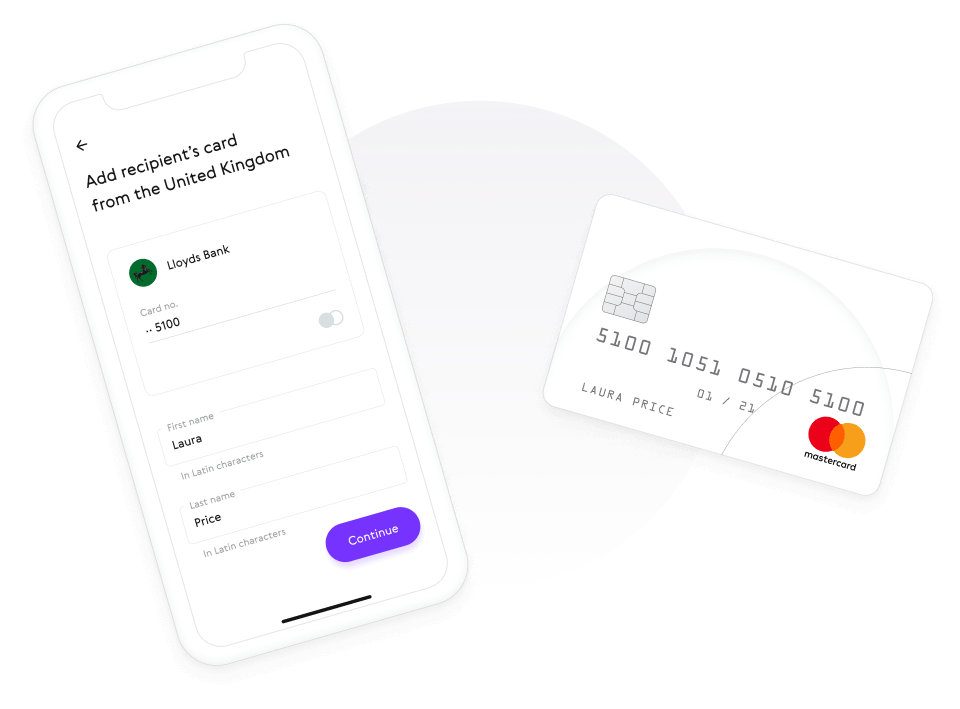 Add recipient's card
from the United Kingdom
Lloyds Bank
Card no.
·· 5100
First name
Laura
In Latin characters
Last name
Price
In Latin characters
Continue
5100 1051 0510 5100
01 / 21
LAURA PRICE
mastercard